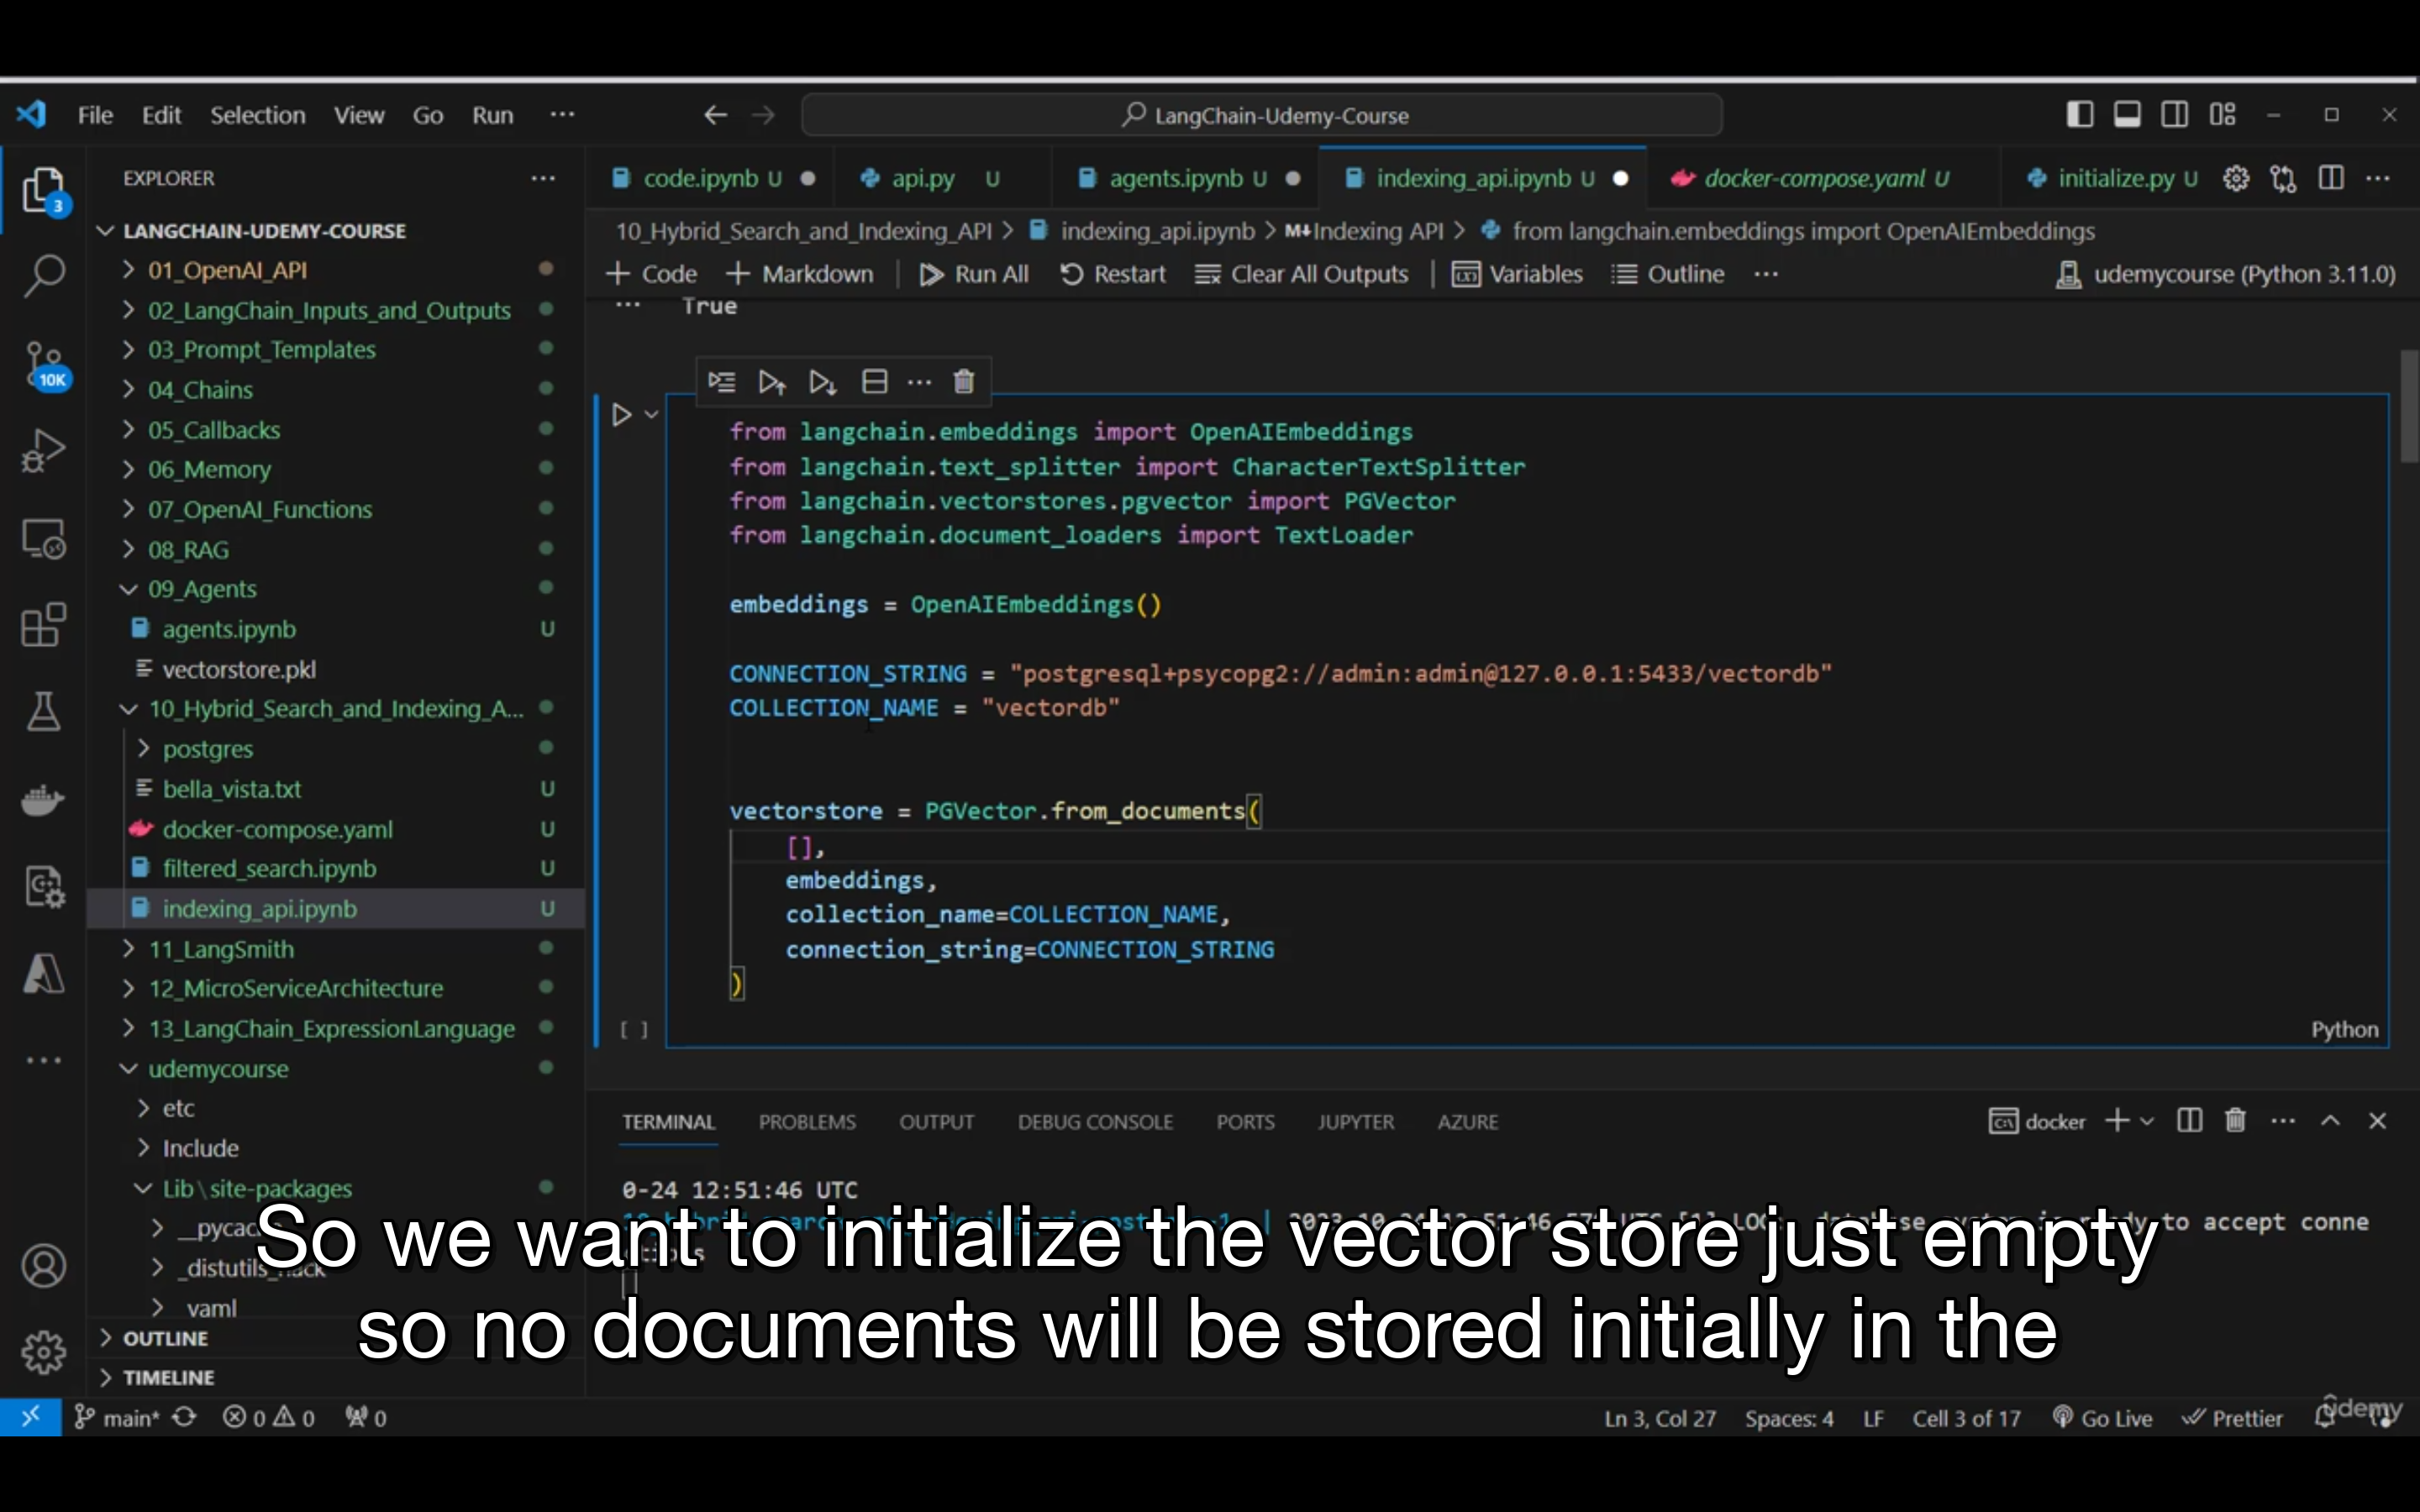 File Edit Selection View Go Run ··· LangChain-Udemy-Course
EXPLORER ···
3
10K
LANGCHAIN-UDEMY-COURSE
01_OpenAI_API
02_LangChain_Inputs_and_Outputs
03_Prompt_Templates
04_Chains
05_Callbacks
06_Memory
07_OpenAI_Functions
08_RAG
09_Agents
agents.ipynb U
vectorstore.pkl
10_Hybrid_Search_and_Indexing_A...
postgres
bella_vista.txt U
docker-compose.yaml U
filtered_search.ipynb U
indexing_api.ipynb U
11_LangSmith
12_MicroServiceArchitecture
13_LangChain_ExpressionLanguage
udemycourse
etc
Include
Lib\site-packages
OUTLINE
TIMELINE
code.ipynb U api.py U agents.ipynb U indexing_api.ipynb U docker-compose.yaml U initialize.py U
10_Hybrid_Search_and_Indexing_API > indexing_api.ipynb > M↓Indexing API > from langchain.embeddings import OpenAIEmbeddings
+ Code + Markdown Run All Restart Clear All Outputs Variables Outline ··· udemycourse (Python 3.11.0)
··· True
from langchain.embeddings import OpenAIEmbeddings
from langchain.text_splitter import CharacterTextSplitter
from langchain.vectorstores.pgvector import PGVector
from langchain.document_loaders import TextLoader
embeddings = OpenAIEmbeddings()
CONNECTION_STRING = "postgresql+psycopg2://admin:admin@127.0.0.1:5433/vectordb"
COLLECTION_NAME = "vectordb"
vectorstore = PGVector.from_documents(
[],
embeddings,
collection_name=COLLECTION_NAME,
connection_string=CONNECTION_STRING
)
[ ] Python
TERMINAL PROBLEMS OUTPUT DEBUG CONSOLE PORTS JUPYTER AZURE docker
0-24 12:51:46 UTC
to accept conne
So we want to initialize the vector store just empty
so no documents will be stored initially in the
main* 0 0 0 Ln 3, Col 27 Spaces: 4 LF Cell 3 of 17 Go Live Prettier
udemy